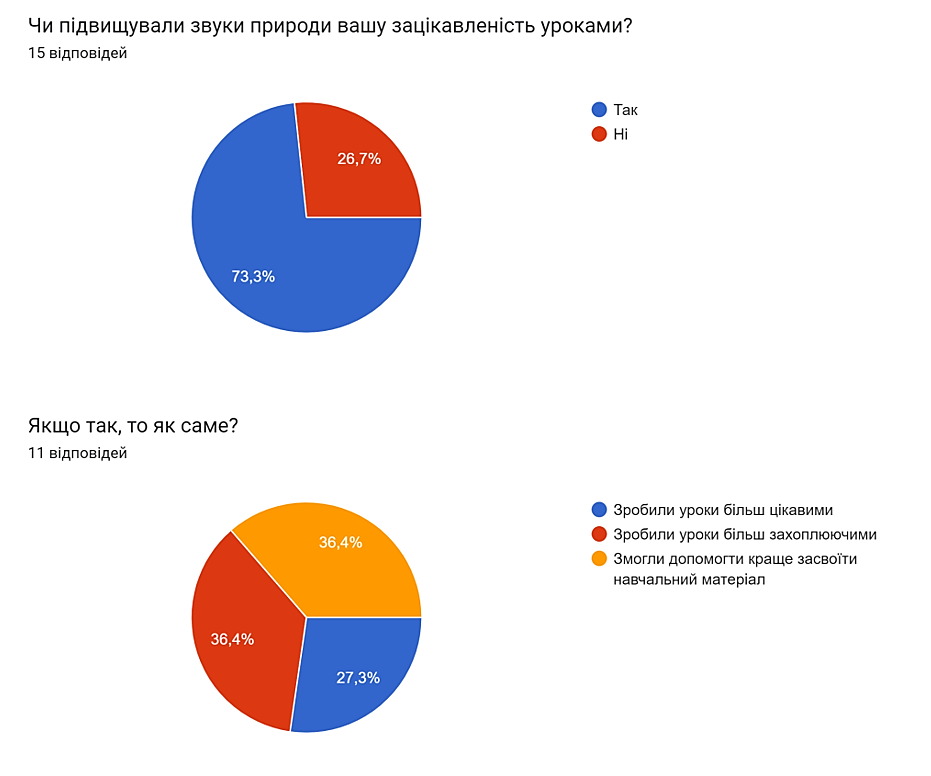 Чи підвищували звуки природи вашу зацікавленість уроками?
15 відповідей
Так
Ні
26,7%
73,3%
Якщо так, то як саме?
11 відповідей
Зробили уроки більш цікавими
Зробили уроки більш захоплюючими
Змогли допомогти краще засвоїти
навчальний матеріал
36,4%
36,4%
27,3%